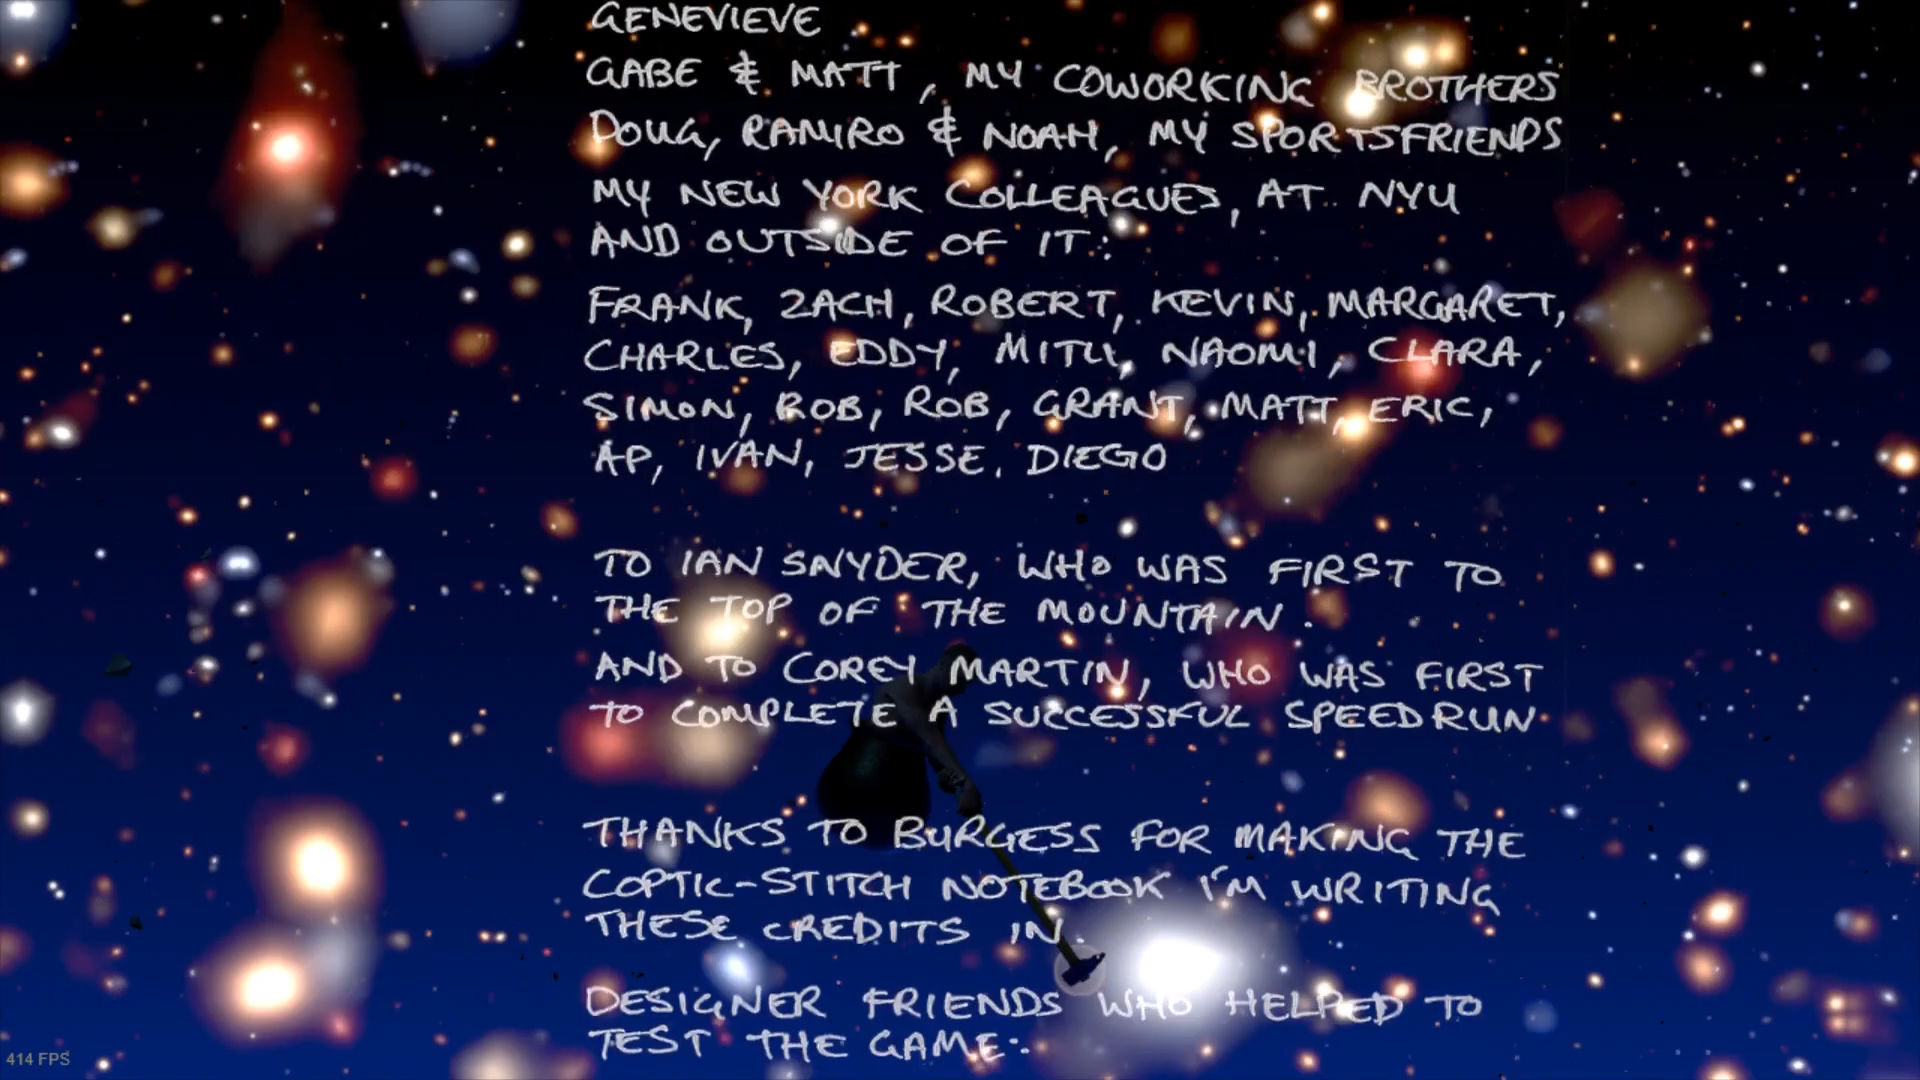 GENEVIEVE
GABE & MATT, MY COWORKING BROTHERS
DOUG, RAMIRO & NOAH, MY SPORTSFRIENDS
MY NEW YORK COLLEAGUES, AT NYU
AND OUTSIDE OF IT:
FRANK, ZACH, ROBERT, KEVIN, MARGARET,
CHARLES, EDDY, MITU, NAOMI, CLARA,
SIMON, BOB, ROB, GRANT, MATT, ERIC,
AP, IVAN, JESSE, DIEGO
TO IAN SNYDER, WHO WAS FIRST TO
THE TOP OF THE MOUNTAIN.
AND TO COREY MARTIN, WHO WAS FIRST
TO COMPLETE A SUCCESSFUL SPEEDRUN
THANKS TO BURGESS FOR MAKING THE
COPTIC-STITCH NOTEBOOK I'M WRITING
THESE CREDITS IN.
DESIGNER FRIENDS WHO HELPED TO
TEST THE GAME:
414 FPS